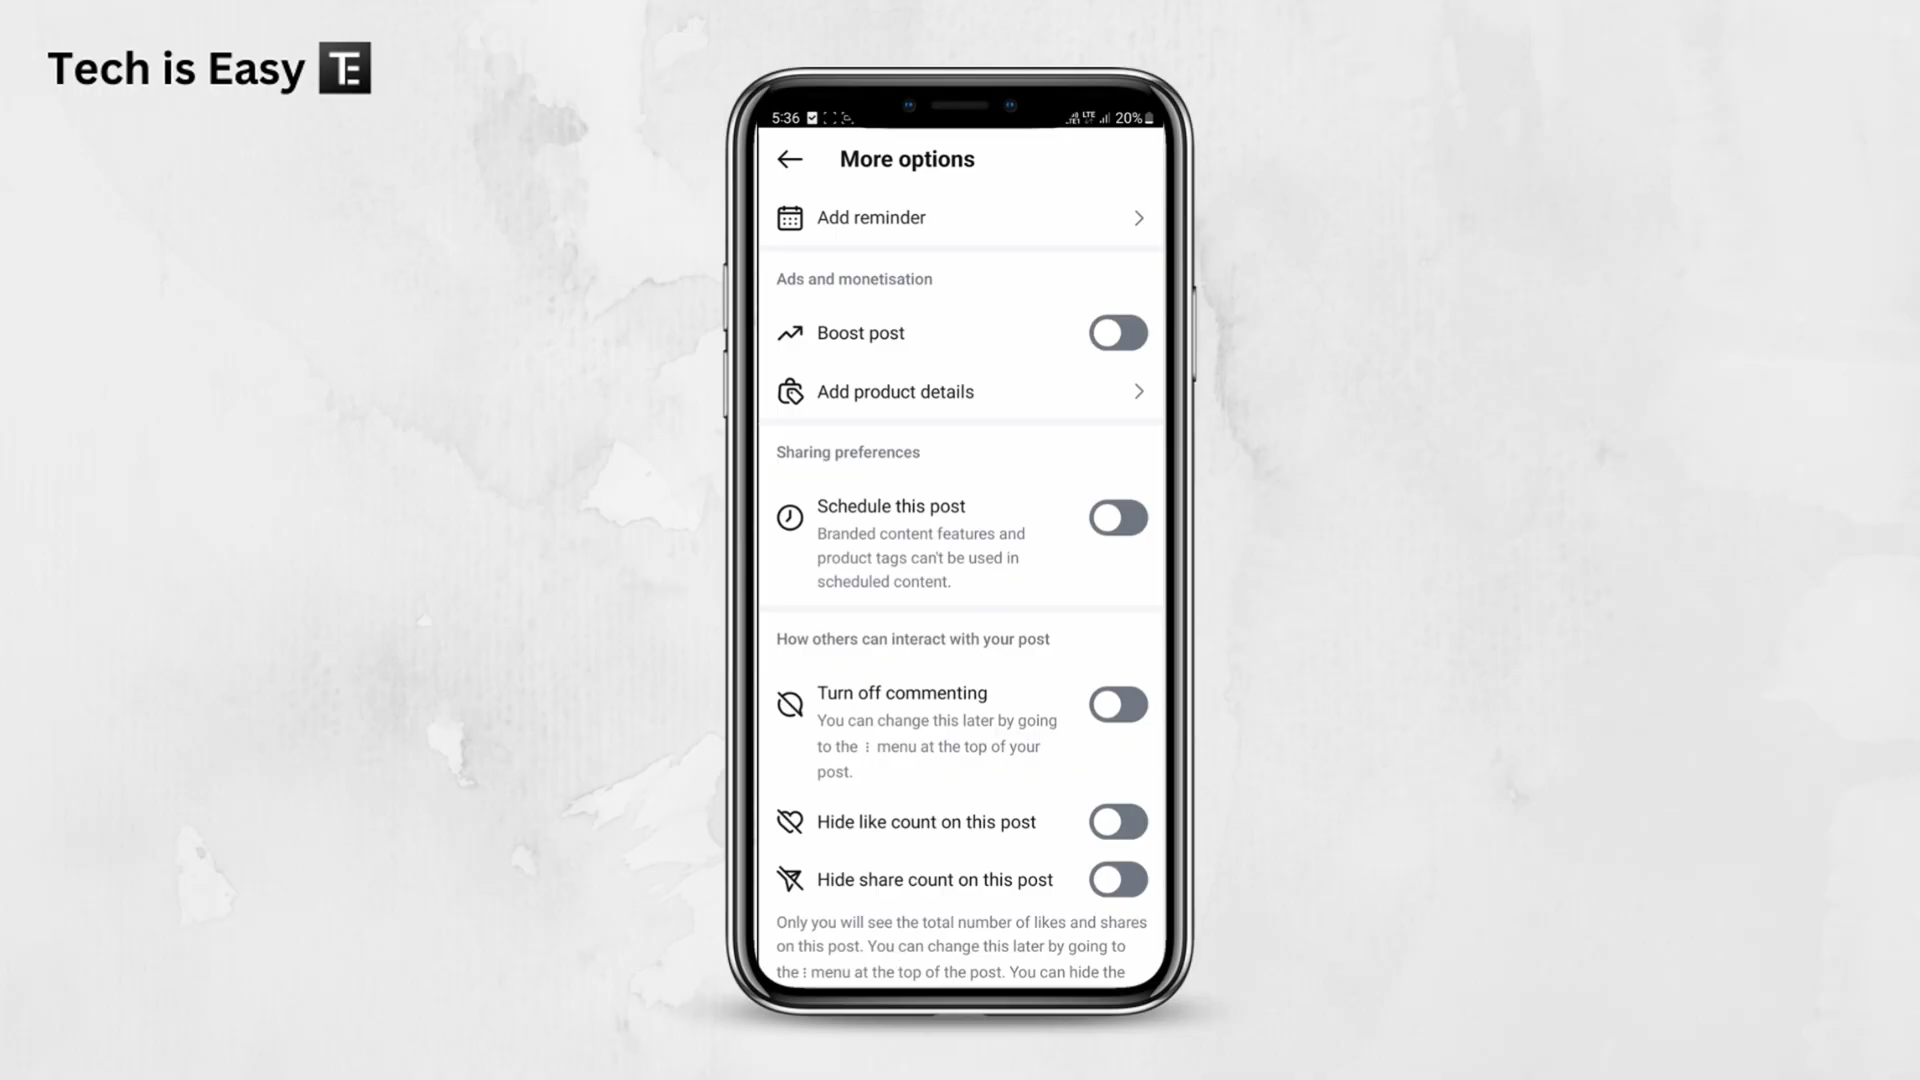 Tech is Easy TE
5:36 LTE 20%
More options
Add reminder
Ads and monetisation
Boost post
Add product details
Sharing preferences
Schedule this post
Branded content features and
product tags can't be used in
scheduled content.
How others can interact with your post
Turn off commenting
You can change this later by going
to the ⋮ menu at the top of your
post.
Hide like count on this post
Hide share count on this post
Only you will see the total number of likes and shares
on this post. You can change this later by going to
the ⋮ menu at the top of the post. You can hide the